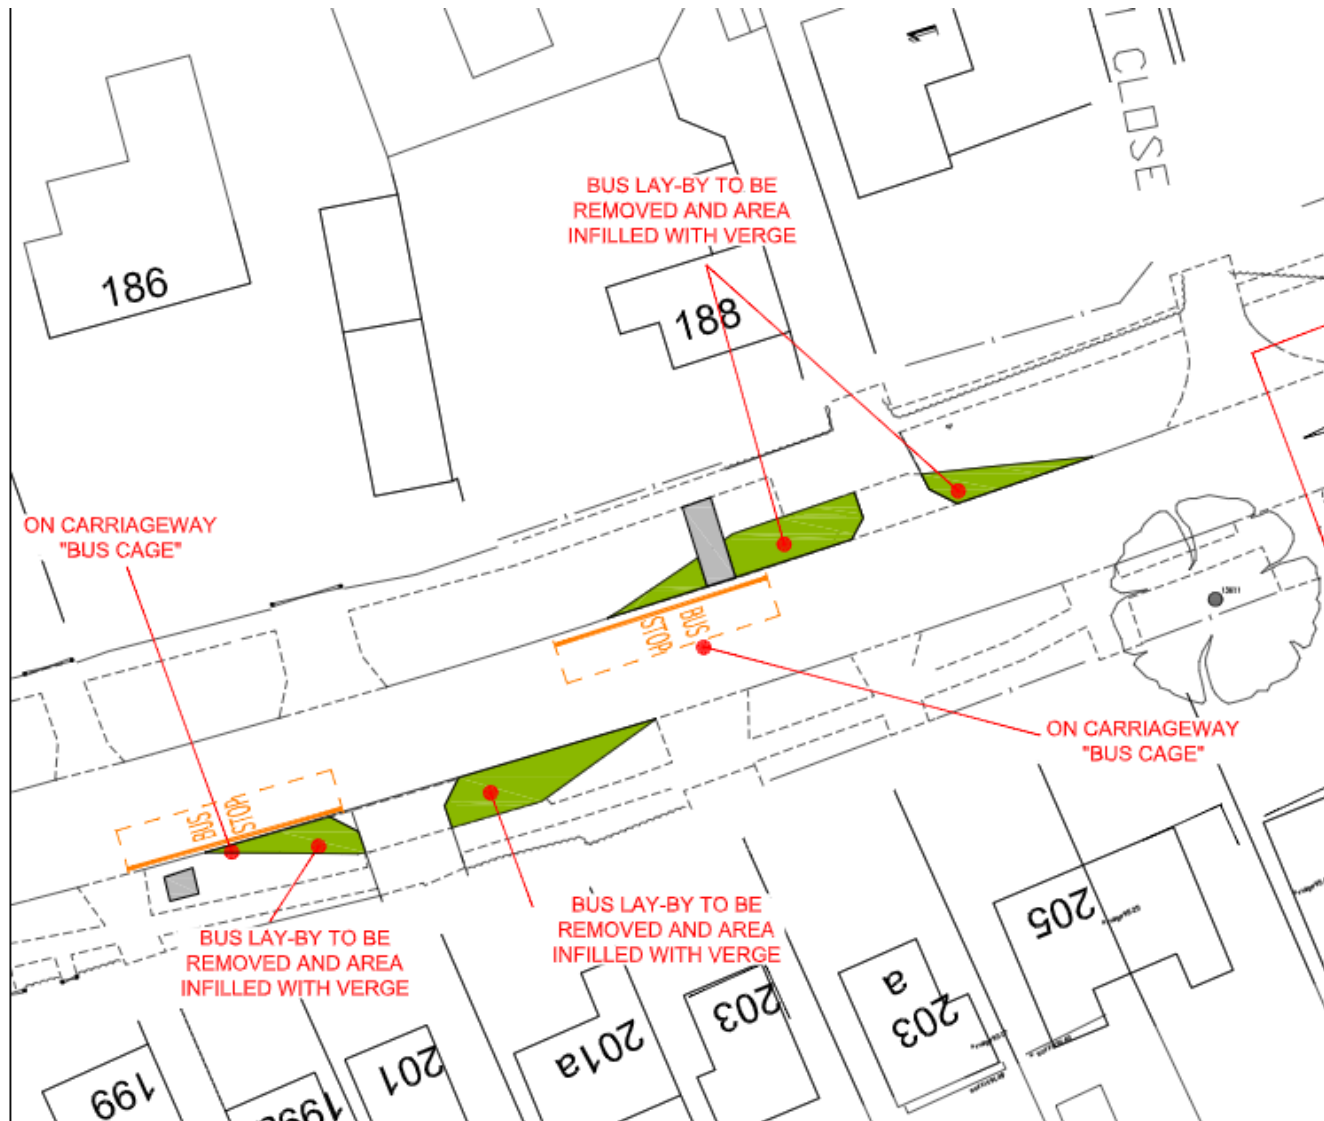 1
CLOSE
186
BUS LAY-BY TO BE
REMOVED AND AREA
INFILLED WITH VERGE
188
ON CARRIAGEWAY
"BUS CAGE"
BUS
STOP
ON CARRIAGEWAY
"BUS CAGE"
BUS
STOP
BUS LAY-BY TO BE
REMOVED AND AREA
INFILLED WITH VERGE
BUS LAY-BY TO BE
REMOVED AND AREA
INFILLED WITH VERGE
199
201
201a
203
203
a
205